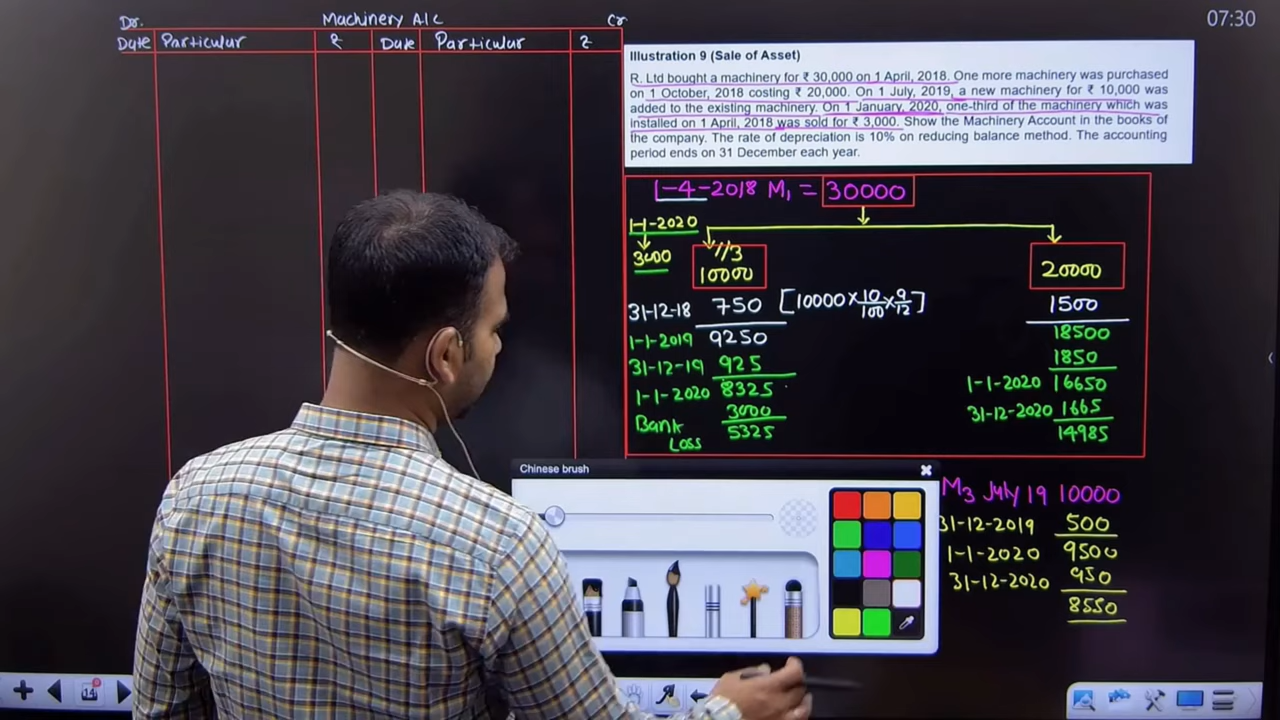 07:30
Dr. Machinery A/c Cr
Date Particular ₹ Date Particular ₹
Illustration 9 (Sale of Asset)
R. Ltd bought a machinery for ₹ 30,000 on 1 April, 2018. One more machinery was purchased
on 1 October, 2018 costing ₹ 20,000. On 1 July, 2019, a new machinery for ₹ 10,000 was
added to the existing machinery. On 1 January, 2020, one-third of the machinery which was
installed on 1 April, 2018 was sold for ₹ 3,000. Show the Machinery Account in the books of
the company. The rate of depreciation is 10% on reducing balance method. The accounting
period ends on 31 December each year.
1-4-2018 M1 = 30000
1-1-2020
3000
1/3
10000
20000
31-12-18 750 [10000×10/100×9/12]
1500
1-1-2019 9250
18500
31-12-19 925
1850
1-1-2020 8325
1-1-2020 16650
Bank 3000
31-12-2020 1665
Loss 5325
14985
Chinese brush
M3 July 19 10000
31-12-2019 500
1-1-2020 9500
31-12-2020 950
8550
14